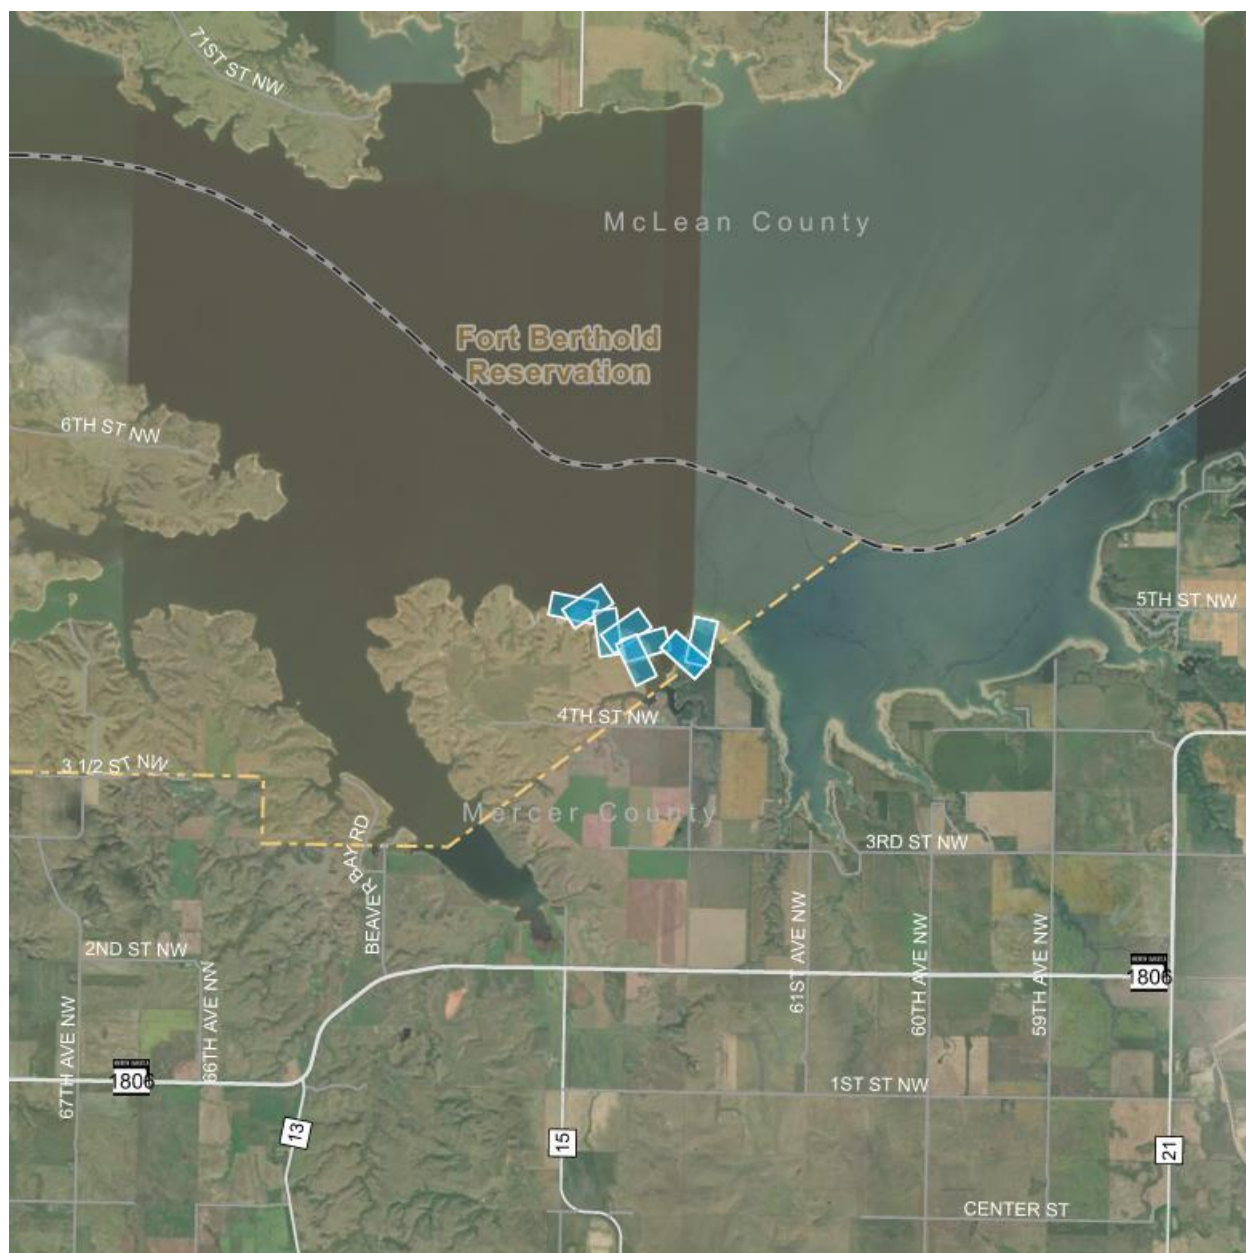 71ST ST NW
McLean County
Fort Berthold
Reservation
6TH ST NW
5TH ST NW
4TH ST NW
3 1/2 ST NW
Mercer County
BEAVER BAY RD
3RD ST NW
2ND ST NW
61ST AVE NW
60TH AVE NW
59TH AVE NW
1806
67TH AVE NW
66TH AVE NW
NORTH DAKOTA
1806
1ST ST NW
13
15
21
CENTER ST